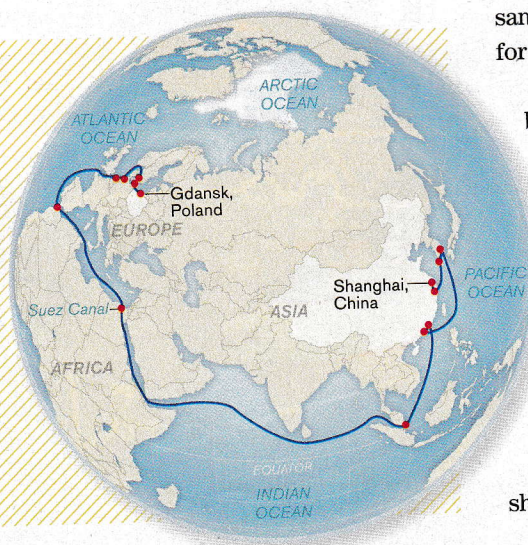 san
for
ARCTIC
OCEAN
ATLANTIC
OCEAN
Gdansk,
Poland
EUROPE
Shanghai,
China
PACIFIC
OCEAN
Suez Canal
ASIA
AFRICA
EQUATOR
INDIAN
OCEAN
sh